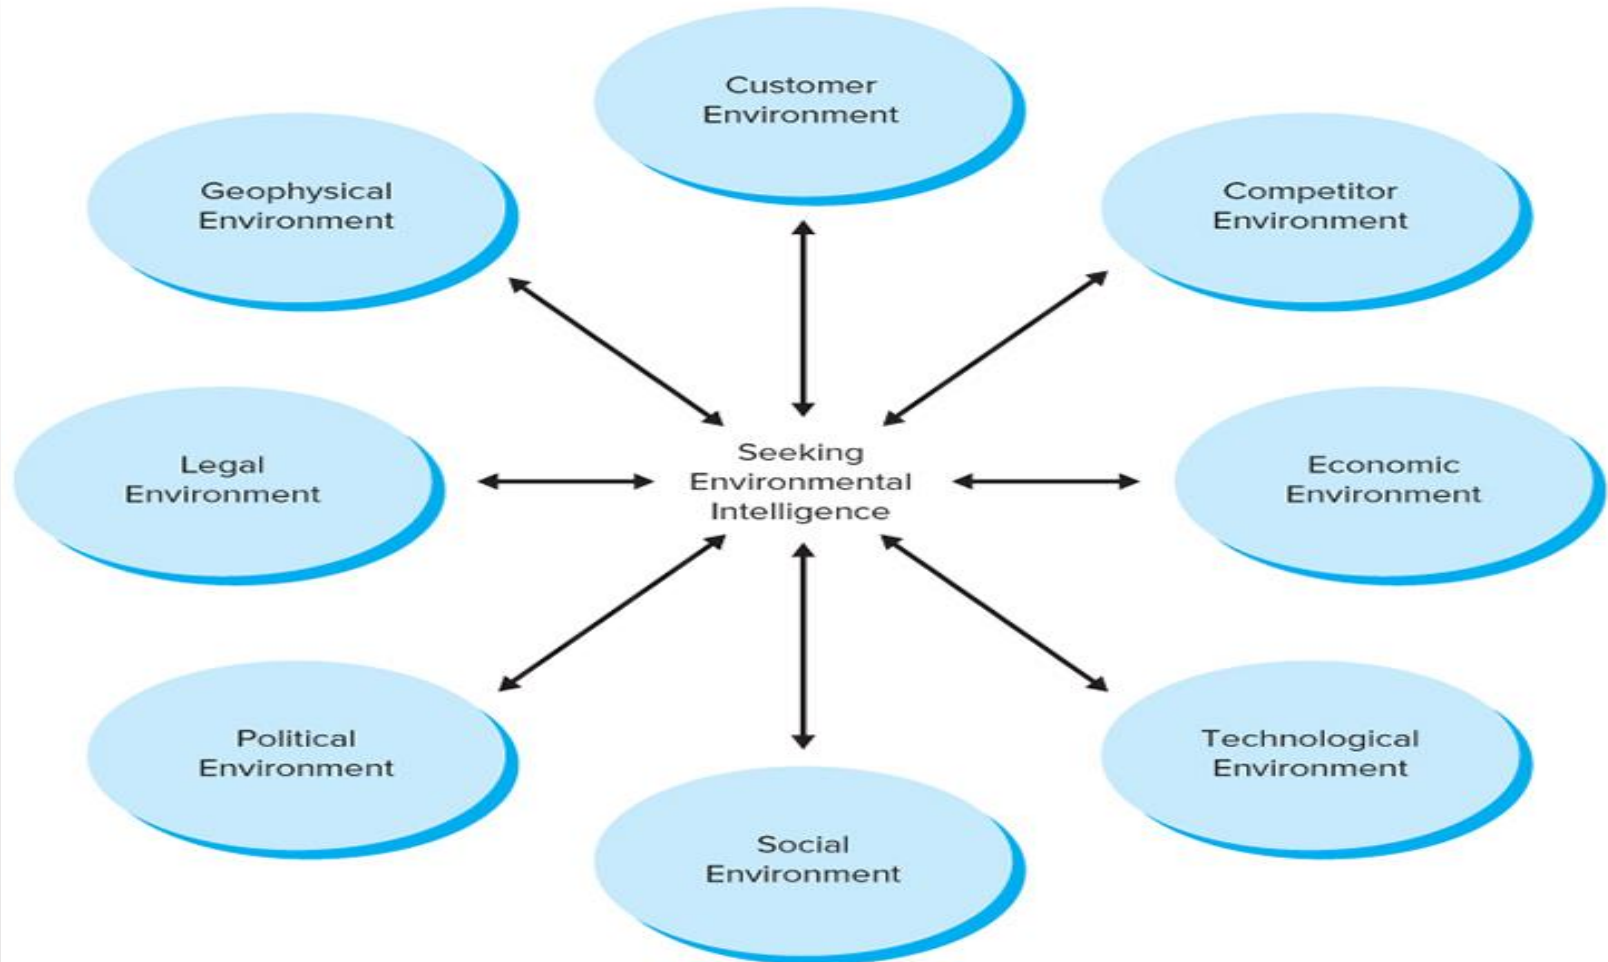 Customer
Environment
Geophysical
Environment
Competitor
Environment
Legal
Environment
Seeking
Environmental
Intelligence
Economic
Environment
Political
Environment
Technological
Environment
Social
Environment